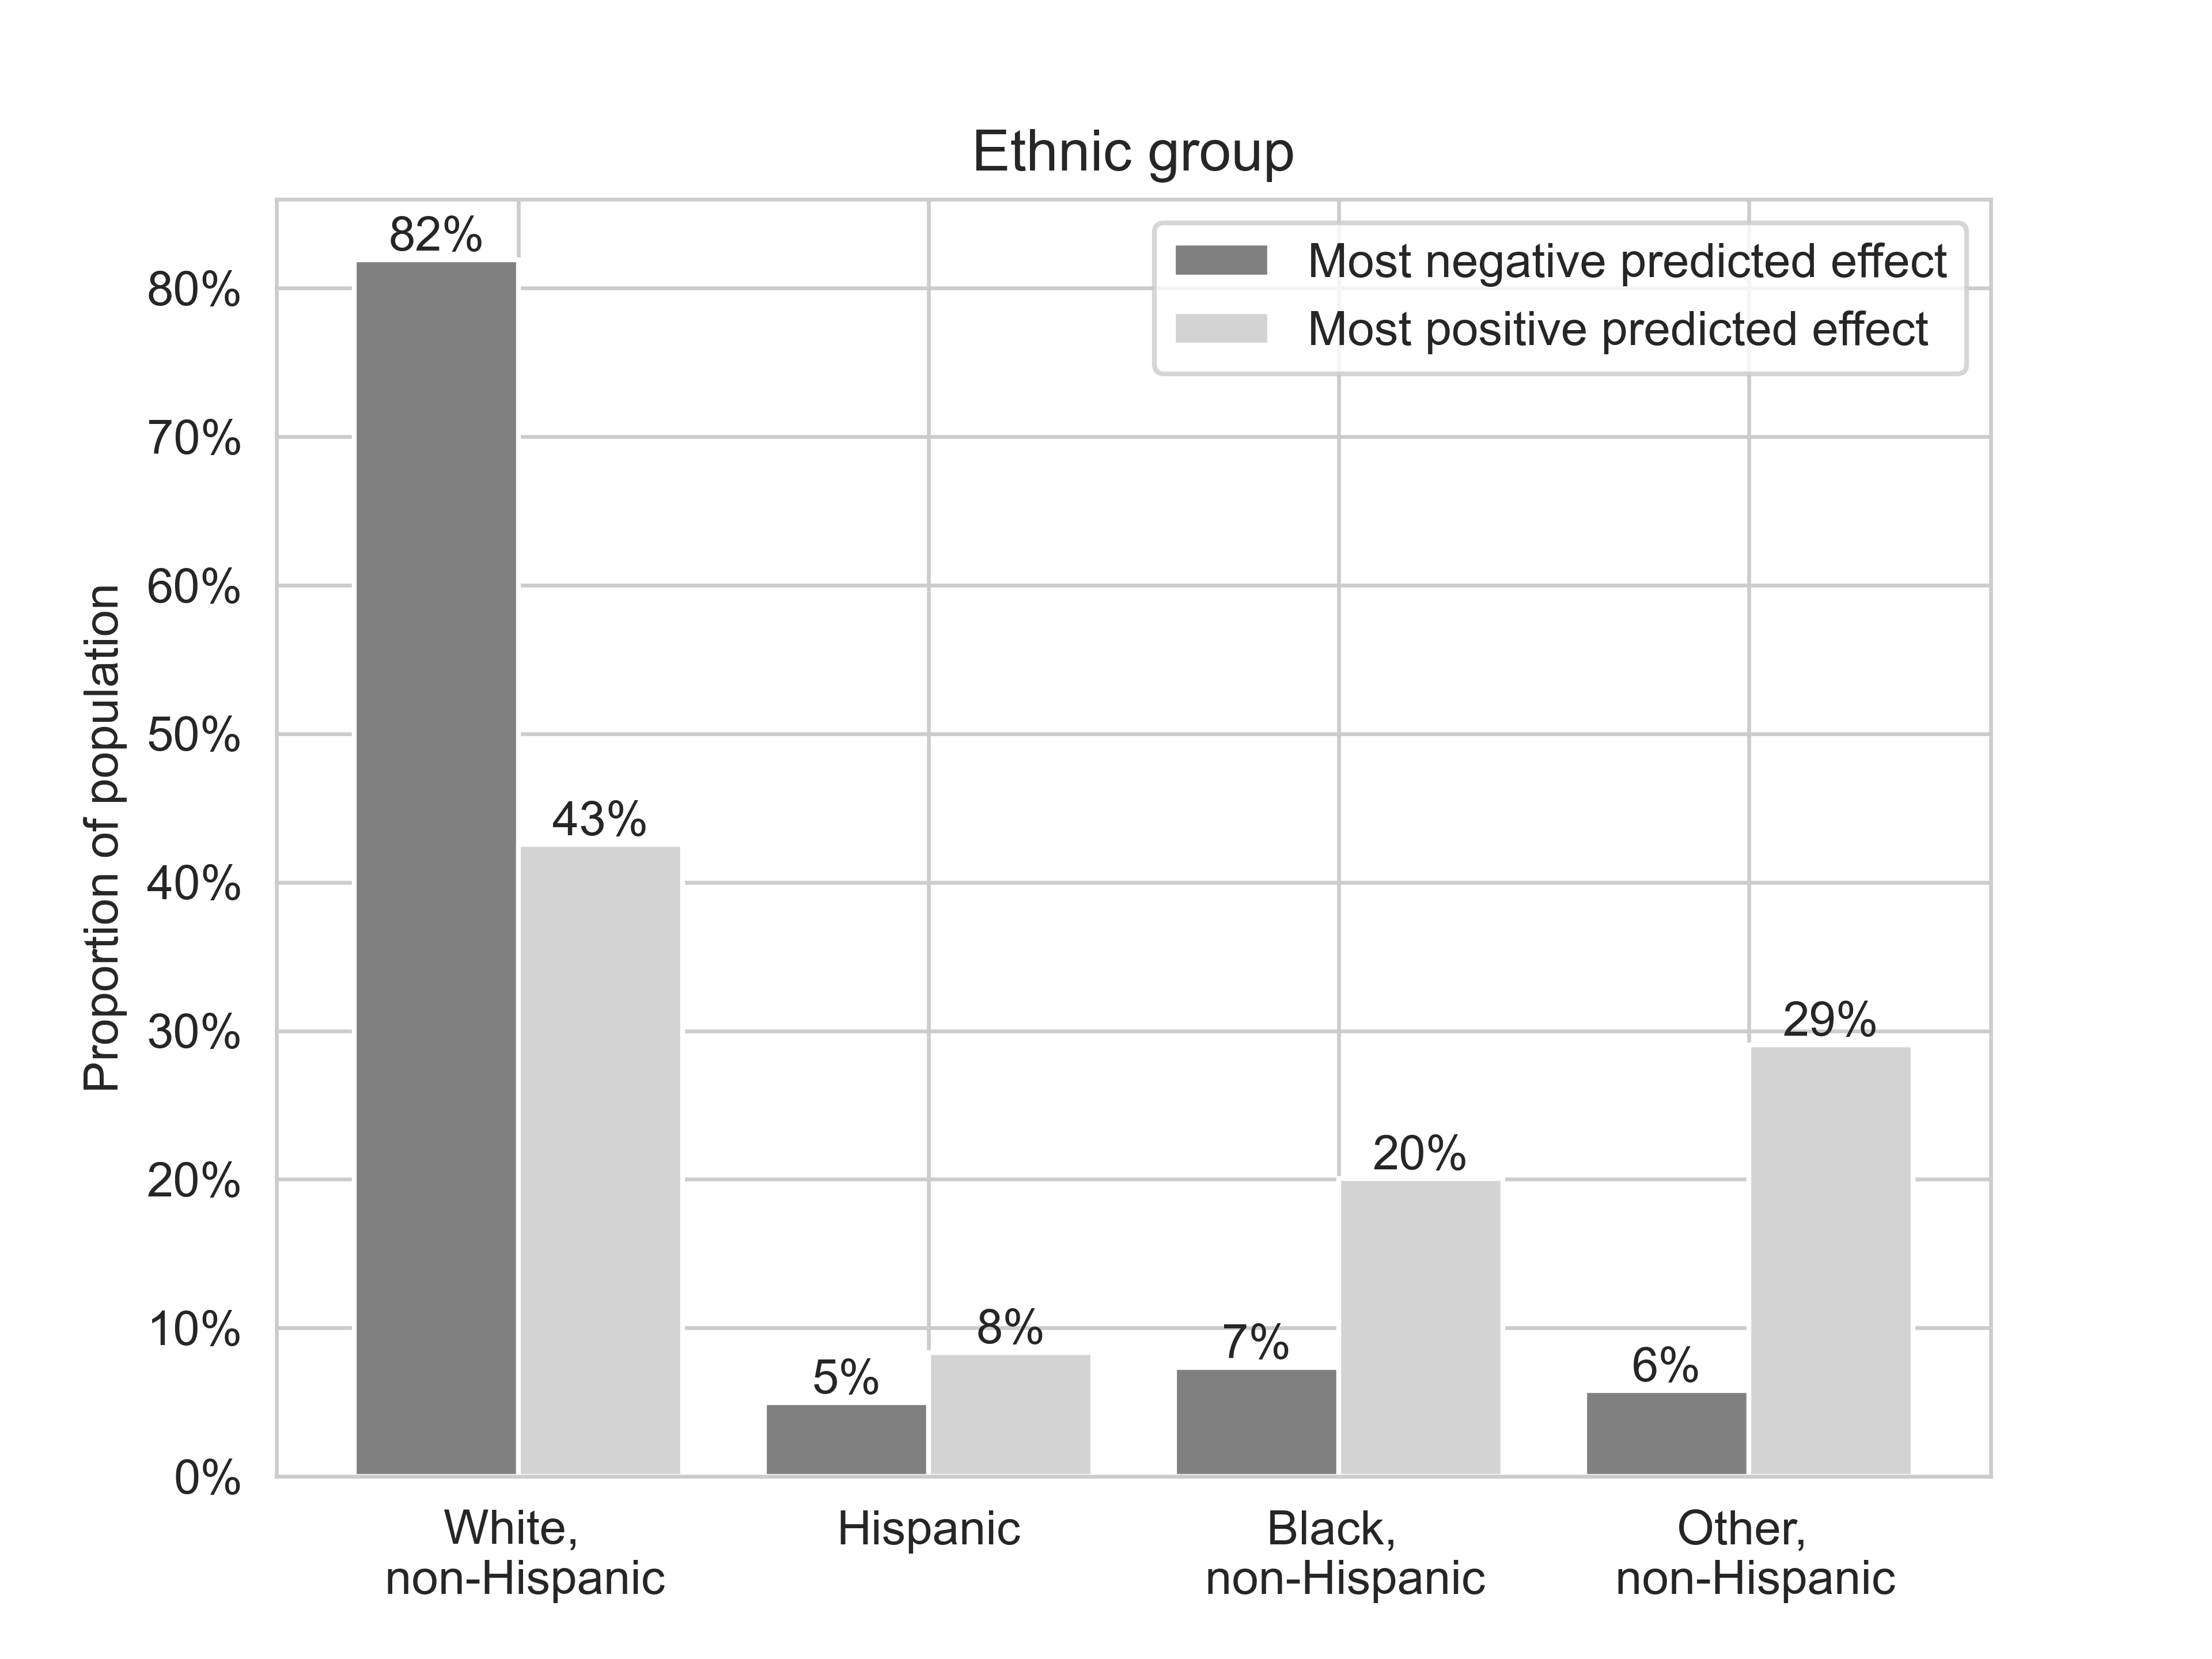 Ethnic group
Most negative predicted effect
Most positive predicted effect
Proportion of population
80%
70%
60%
50%
40%
30%
20%
10%
0%
82%
43%
5%
8%
7%
20%
6%
29%
White,
non-Hispanic
Hispanic
Black,
non-Hispanic
Other,
non-Hispanic